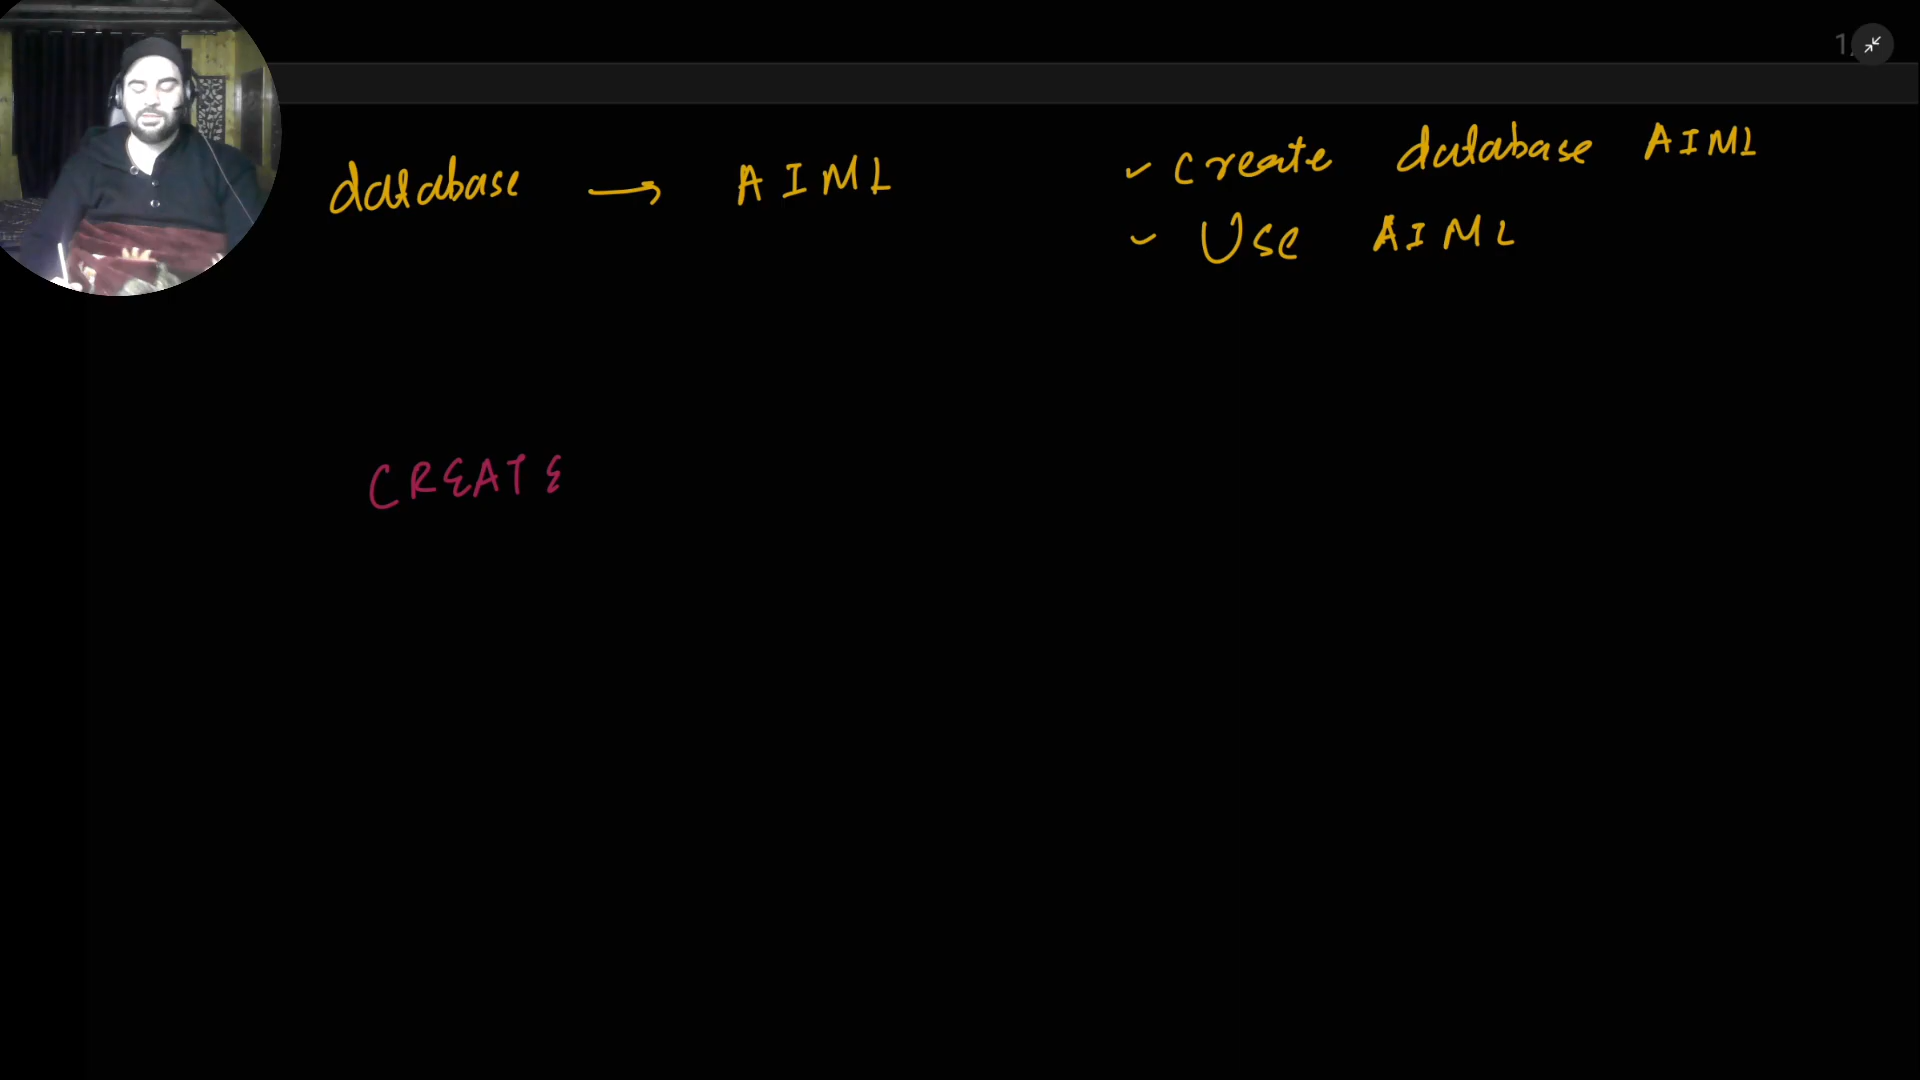 database → AIML
✓ create database AIML
✓ Use AIML
CREATE